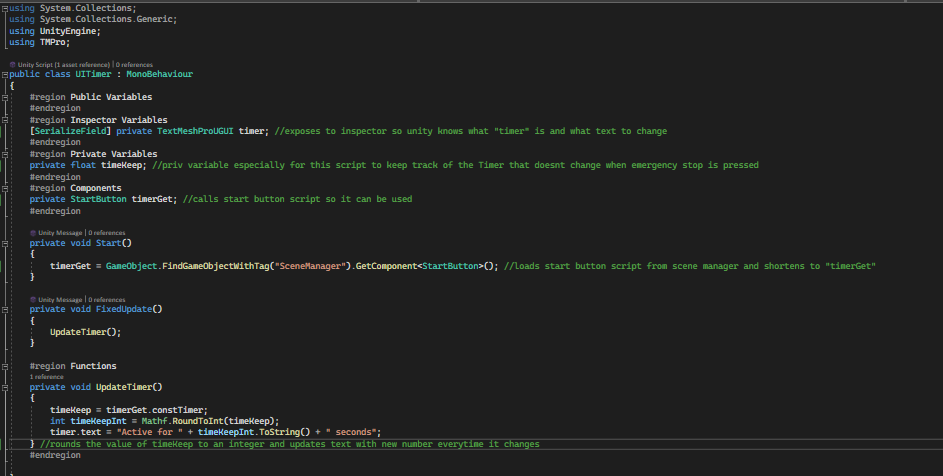 using System.Collections;
using System.Collections.Generic;
using UnityEngine;
using TMPro;
Unity Script (1 asset reference) | 0 references
public class UITimer : MonoBehaviour
{
#region Public Variables
#endregion
#region Inspector Variables
[SerializeField] private TextMeshProUGUI timer; //exposes to inspector so unity knows what "timer" is and what text to change
#endregion
#region Private Variables
private float timeKeep; //priv variable especially for this script to keep track of the Timer that doesnt change when emergency stop is pressed
#endregion
#region Components
private StartButton timerGet; //calls start button script so it can be used
#endregion
Unity Message | 0 references
private void Start()
{
timerGet = GameObject.FindGameObjectWithTag("SceneManager").GetComponent<StartButton>(); //loads start button script from scene manager and shortens to "timerGet"
}
Unity Message | 0 references
private void FixedUpdate()
{
UpdateTimer();
}
#region Functions
1 reference
private void UpdateTimer()
{
timeKeep = timerGet.constTimer;
int timeKeepInt = Mathf.RoundToInt(timeKeep);
timer.text = "Active for " + timeKeepInt.ToString() + " seconds";
} //rounds the value of timeKeep to an integer and updates text with new number everytime it changes
#endregion